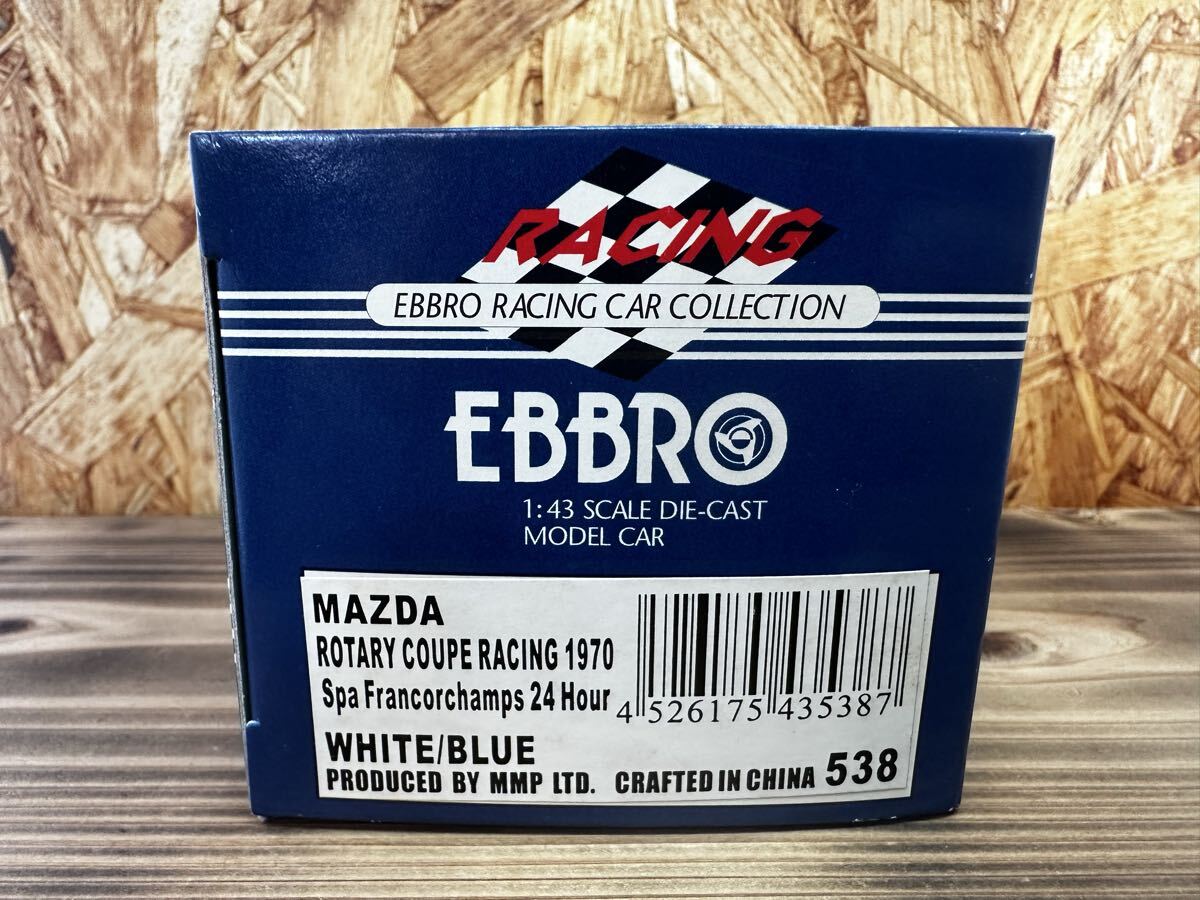 RACING
EBBRO RACING CAR COLLECTION
EBBRO
1:43 SCALE DIE-CAST
MODEL CAR
MAZDA
ROTARY COUPE RACING 1970
Spa Francorchamps 24 Hour
4 526175 435387
WHITE/BLUE
PRODUCED BY MMP LTD. CRAFTED IN CHINA 538